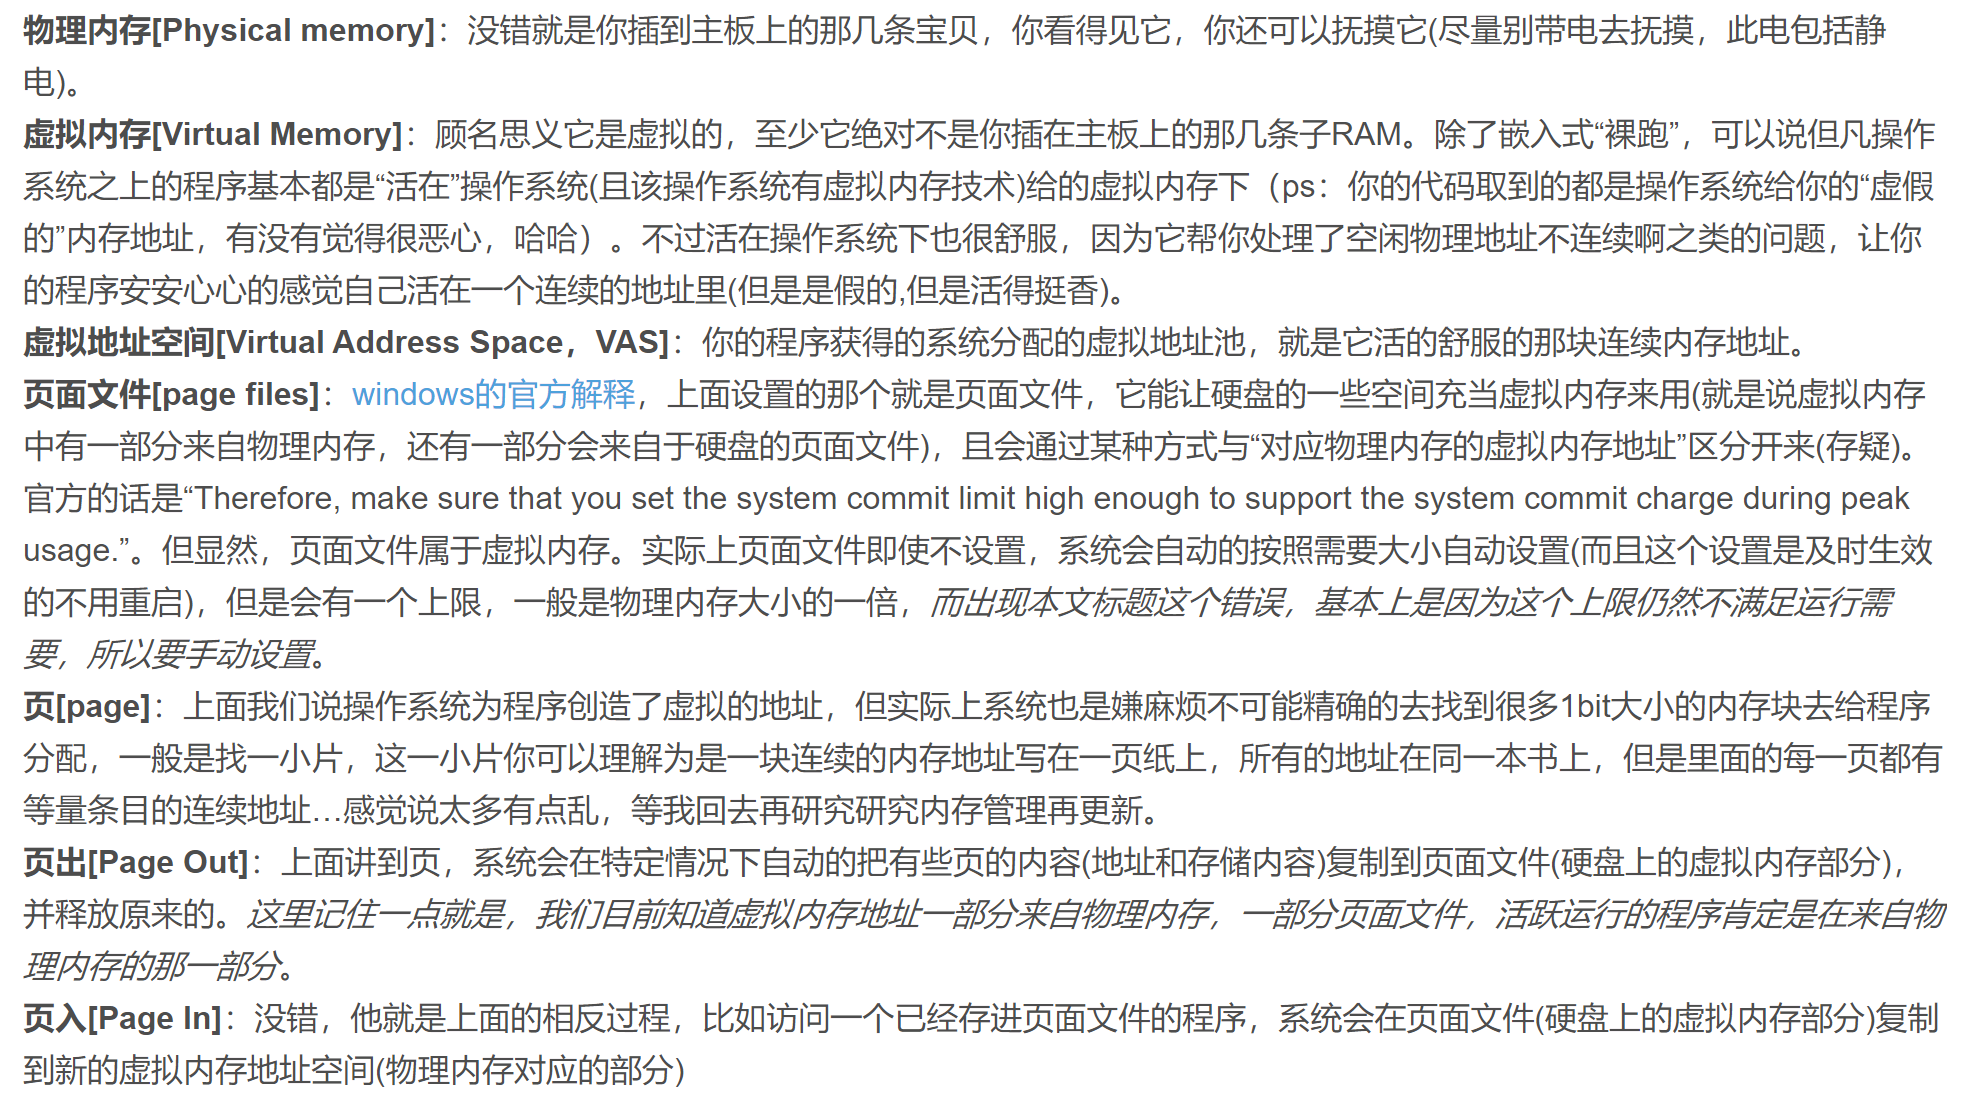 物理内存[Physical memory]：没错就是你插到主板上的那几条宝贝，你看得见它，你还可以抚摸它(尽量别带电去抚摸，此电包括静
电)。
虚拟内存[Virtual Memory]：顾名思义它是虚拟的，至少它绝对不是你插在主板上的那几条子RAM。除了嵌入式“裸跑”，可以说但凡操作
系统之上的程序基本都是“活在”操作系统(且该操作系统有虚拟内存技术)给的虚拟内存下（ps：你的代码取到的都是操作系统给你的“虚假
的”内存地址，有没有觉得很恶心，哈哈）。不过活在操作系统下也很舒服，因为它帮你处理了空闲物理地址不连续啊之类的问题，让你
的程序安安心心的感觉自己活在一个连续的地址里(但是是假的,但是活得挺香)。
虚拟地址空间[Virtual Address Space，VAS]：你的程序获得的系统分配的虚拟地址池，就是它活的舒服的那块连续内存地址。
页面文件[page files]：windows的官方解释，上面设置的那个就是页面文件，它能让硬盘的一些空间充当虚拟内存来用(就是说虚拟内存
中有一部分来自物理内存，还有一部分会来自于硬盘的页面文件)，且会通过某种方式与“对应物理内存的虚拟内存地址”区分开来(存疑)。
官方的话是“Therefore, make sure that you set the system commit limit high enough to support the system commit charge during peak
usage.”。但显然，页面文件属于虚拟内存。实际上页面文件即使不设置，系统会自动的按照需要大小自动设置(而且这个设置是及时生效
的不用重启)，但是会有一个上限，一般是物理内存大小的一倍，而出现本文标题这个错误，基本上是因为这个上限仍然不满足运行需
要，所以要手动设置。
页[page]：上面我们说操作系统为程序创造了虚拟的地址，但实际上系统也是嫌麻烦不可能精确的去找到很多1bit大小的内存块去给程序
分配，一般是找一小片，这一小片你可以理解为是一块连续的内存地址写在一页纸上，所有的地址在同一本书上，但是里面的每一页都有
等量条目的连续地址…感觉说太多有点乱，等我回去再研究研究内存管理再更新。
页出[Page Out]：上面讲到页，系统会在特定情况下自动的把有些页的内容(地址和存储内容)复制到页面文件(硬盘上的虚拟内存部分)，
并释放原来的。这里记住一点就是，我们目前知道虚拟内存地址一部分来自物理内存，一部分页面文件，活跃运行的程序肯定是在来自物
理内存的那一部分。
页入[Page In]：没错，他就是上面的相反过程，比如访问一个已经存进页面文件的程序，系统会在页面文件(硬盘上的虚拟内存部分)复制
到新的虚拟内存地址空间(物理内存对应的部分)